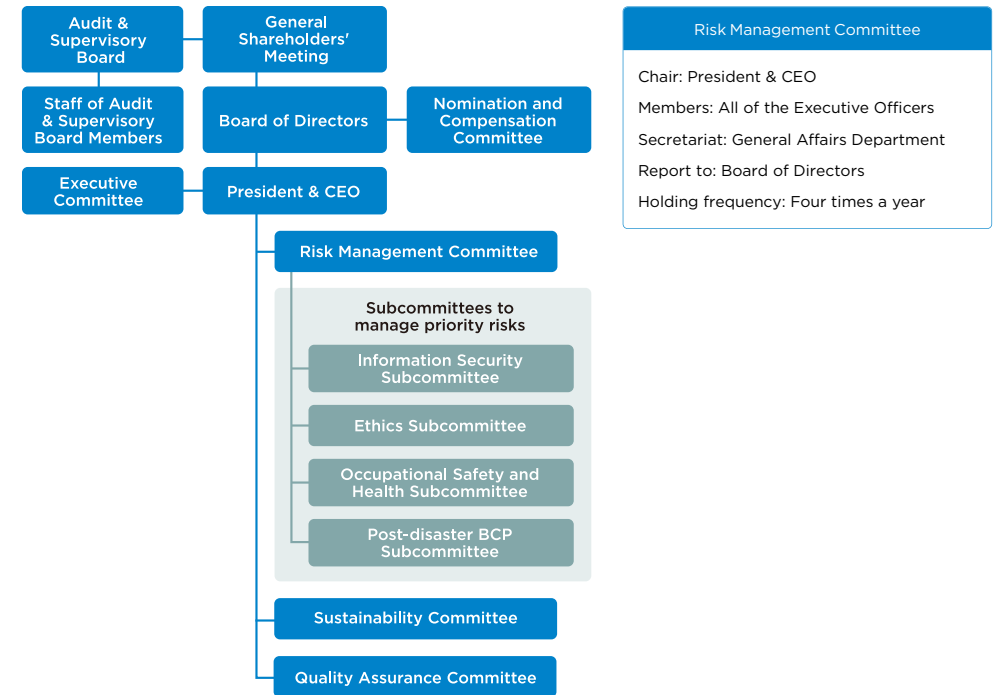 Audit &
Supervisory
Board
General
Shareholders'
Meeting
Staff of Audit
& Supervisory
Board Members
Board of Directors
Nomination and
Compensation
Committee
Executive
Committee
President & CEO
Risk Management Committee
Subcommittees to
manage priority risks
Information Security
Subcommittee
Ethics Subcommittee
Occupational Safety and
Health Subcommittee
Post-disaster BCP
Subcommittee
Sustainability Committee
Quality Assurance Committee
Risk Management Committee
Chair: President & CEO
Members: All of the Executive Officers
Secretariat: General Affairs Department
Report to: Board of Directors
Holding frequency: Four times a year